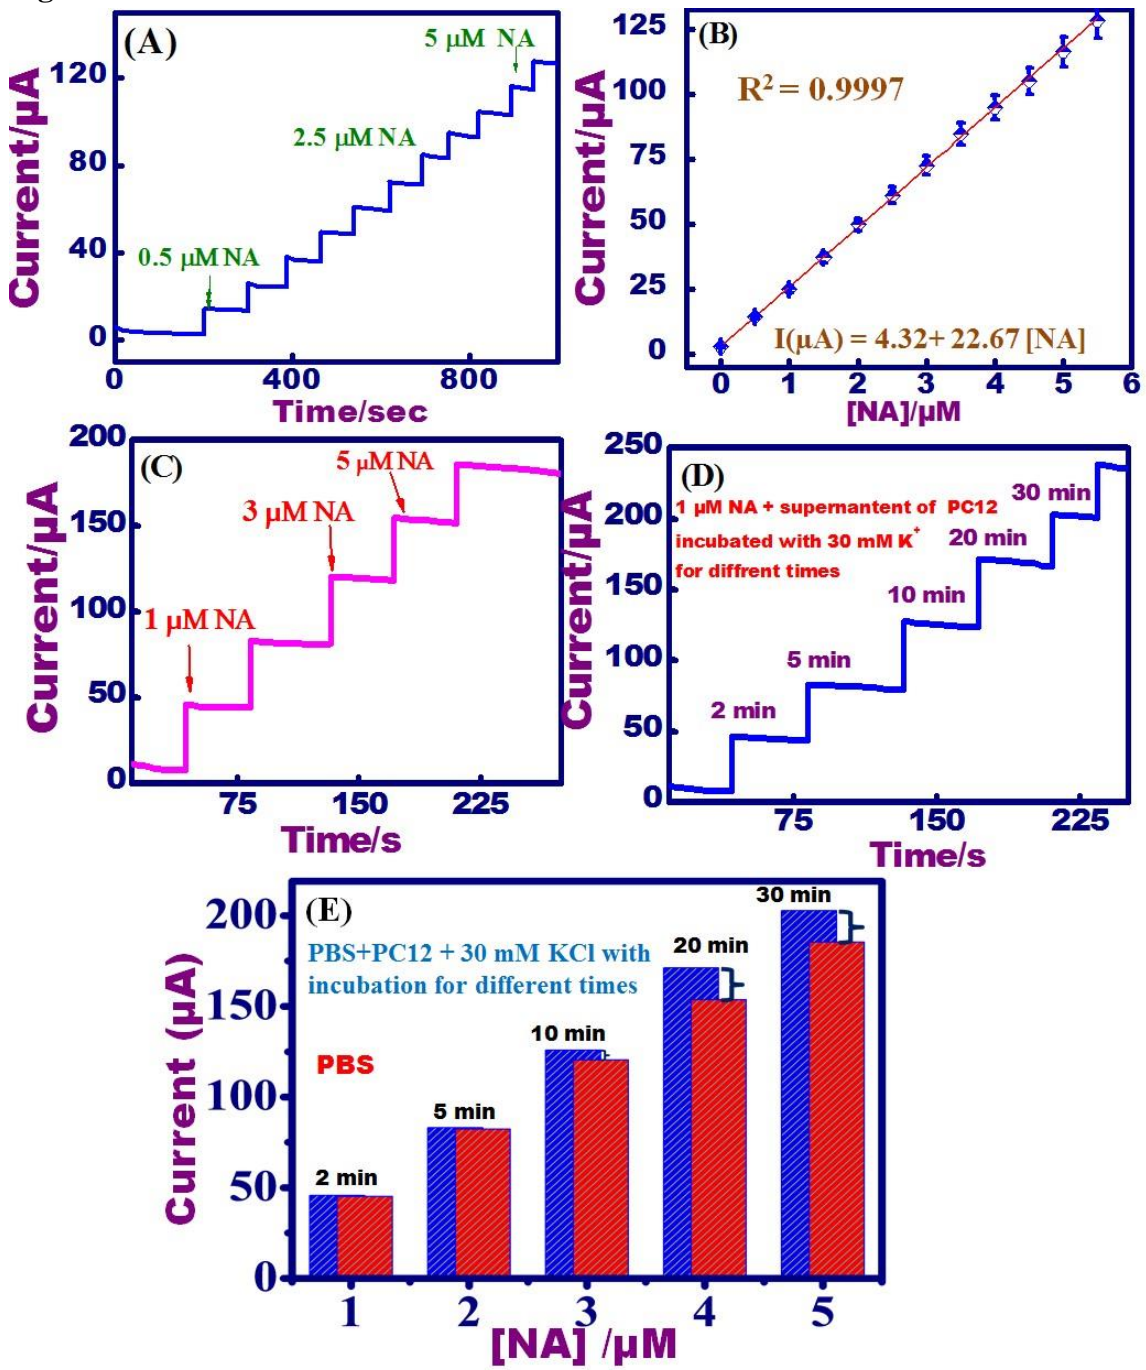 (A)
5 µM NA
2.5 µM NA
0.5 µM NA
120
80
40
0
Current/µA
0 400 800
Time/sec
(B)
R² = 0.9997
I(µA) = 4.32+ 22.67 [NA]
125
100
75
50
25
0
Current/µA
0 1 2 3 4 5 6
[NA]/µM
(C)
5 µM NA
3 µM NA
1 µM NA
200
150
100
50
0
Current/µA
75 150 225
Time/s
(D)
1 µM NA + supernantent of PC12
incubated with 30 mM K⁺
for diffrent times
30 min
20 min
10 min
5 min
2 min
250
200
150
100
50
0
Current/µA
75 150 225
Time/s
(E)
PBS+PC12 + 30 mM KCl with
incubation for different times
PBS
2 min
5 min
10 min
20 min
30 min
200
150
100
50
0
Current (µA)
1 2 3 4 5
[NA] /µM